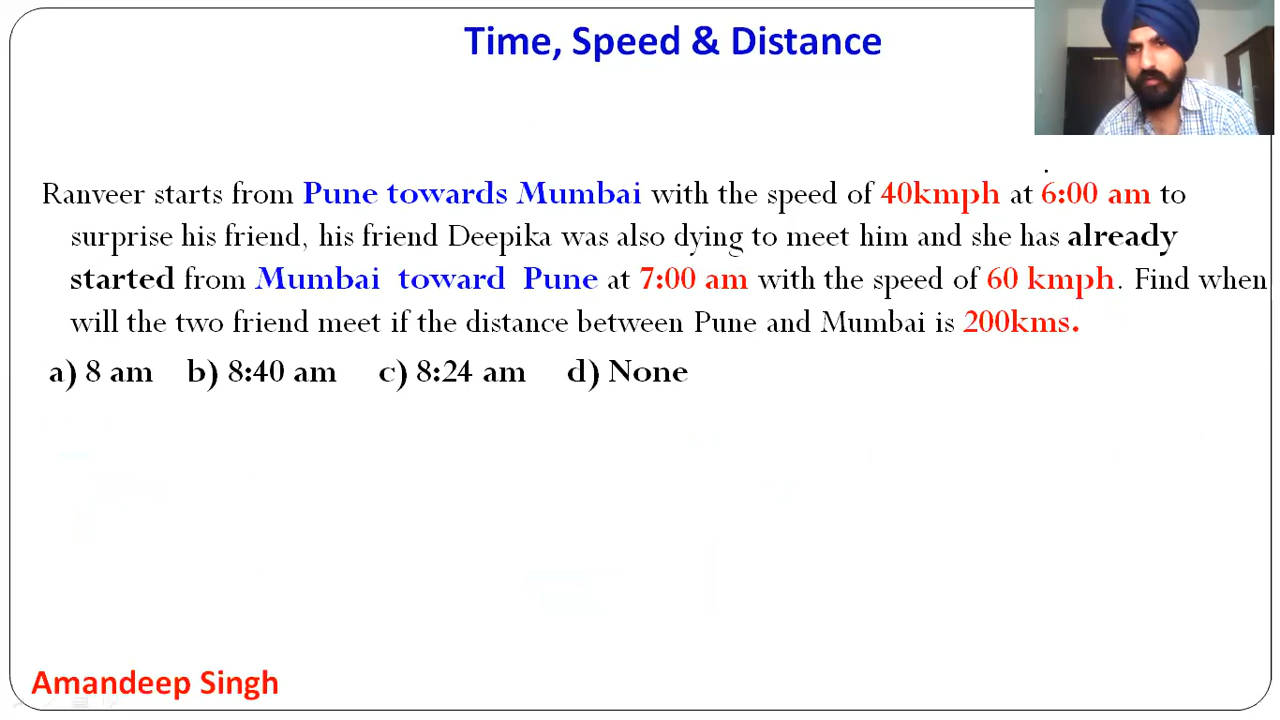 Time, Speed & Distance
Ranveer starts from Pune towards Mumbai with the speed of 40kmph at 6:00 am to
surprise his friend, his friend Deepika was also dying to meet him and she has already
started from Mumbai toward Pune at 7:00 am with the speed of 60 kmph. Find when
will the two friend meet if the distance between Pune and Mumbai is 200kms.
a) 8 am b) 8:40 am c) 8:24 am d) None
Amandeep Singh